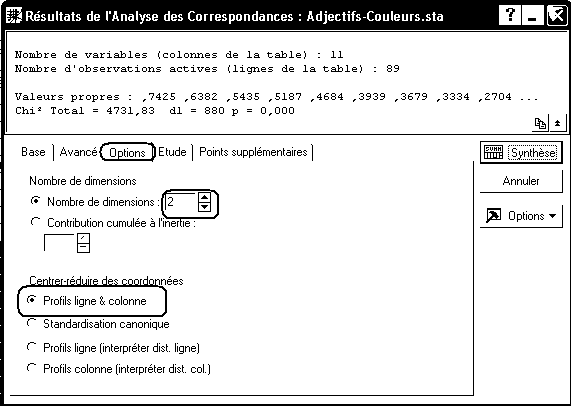 Résultats de l'Analyse des Correspondances : Adjectifs-Couleurs.sta
?
Nombre de variables (colonnes de la table) : 11
Nombre d'observations actives (lignes de la table) : 89
Valeurs propres : ,7425 ,6382 ,5435 ,5187 ,4684 ,3939 ,3679 ,3334 ,2704 ...
Chi² Total = 4731,83 dl = 880 p = 0,000
Base Avancé Options Etude Points supplémentaires
Synthèse
Annuler
Options
Nombre de dimensions
Nombre de dimensions : 2
Contribution cumulée à l'inertie :
Centrer-réduire des coordonnées
Profils ligne & colonne
Standardisation canonique
Profils ligne (interpréter dist. ligne)
Profils colonne (interpréter dist. col.)